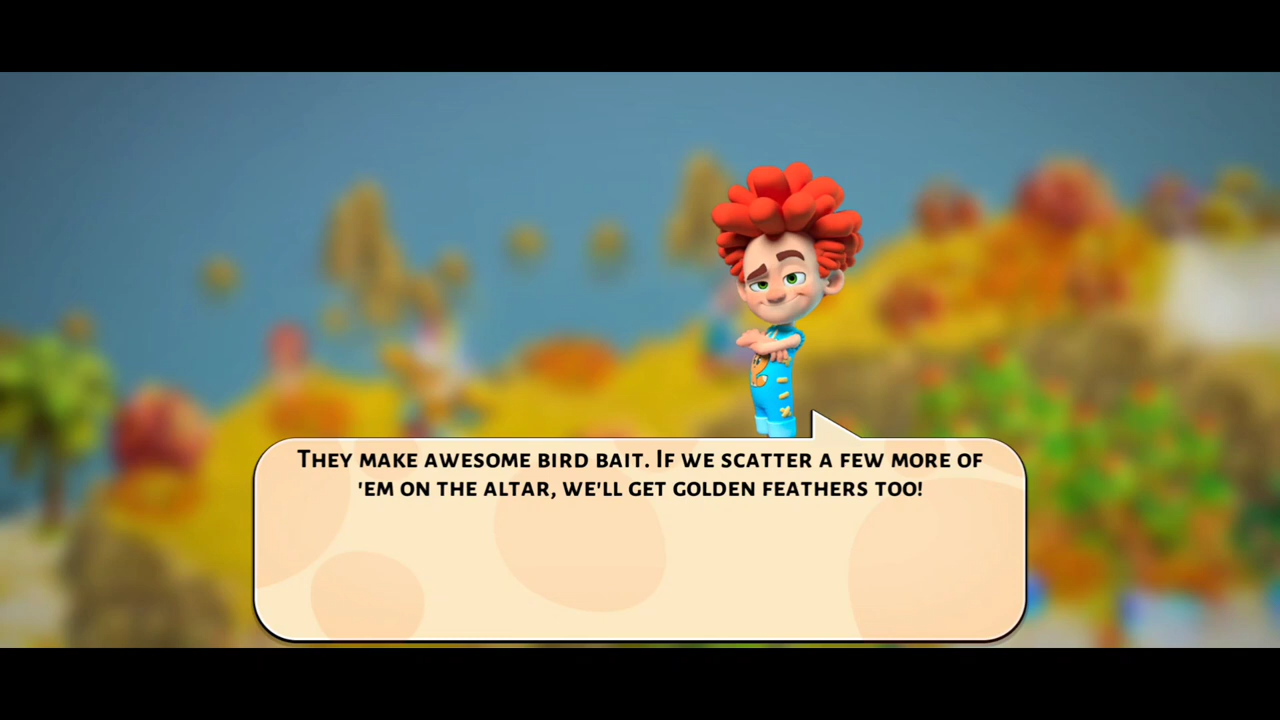 They make awesome bird bait. If we scatter a few more of
'em on the altar, we'll get golden feathers too!